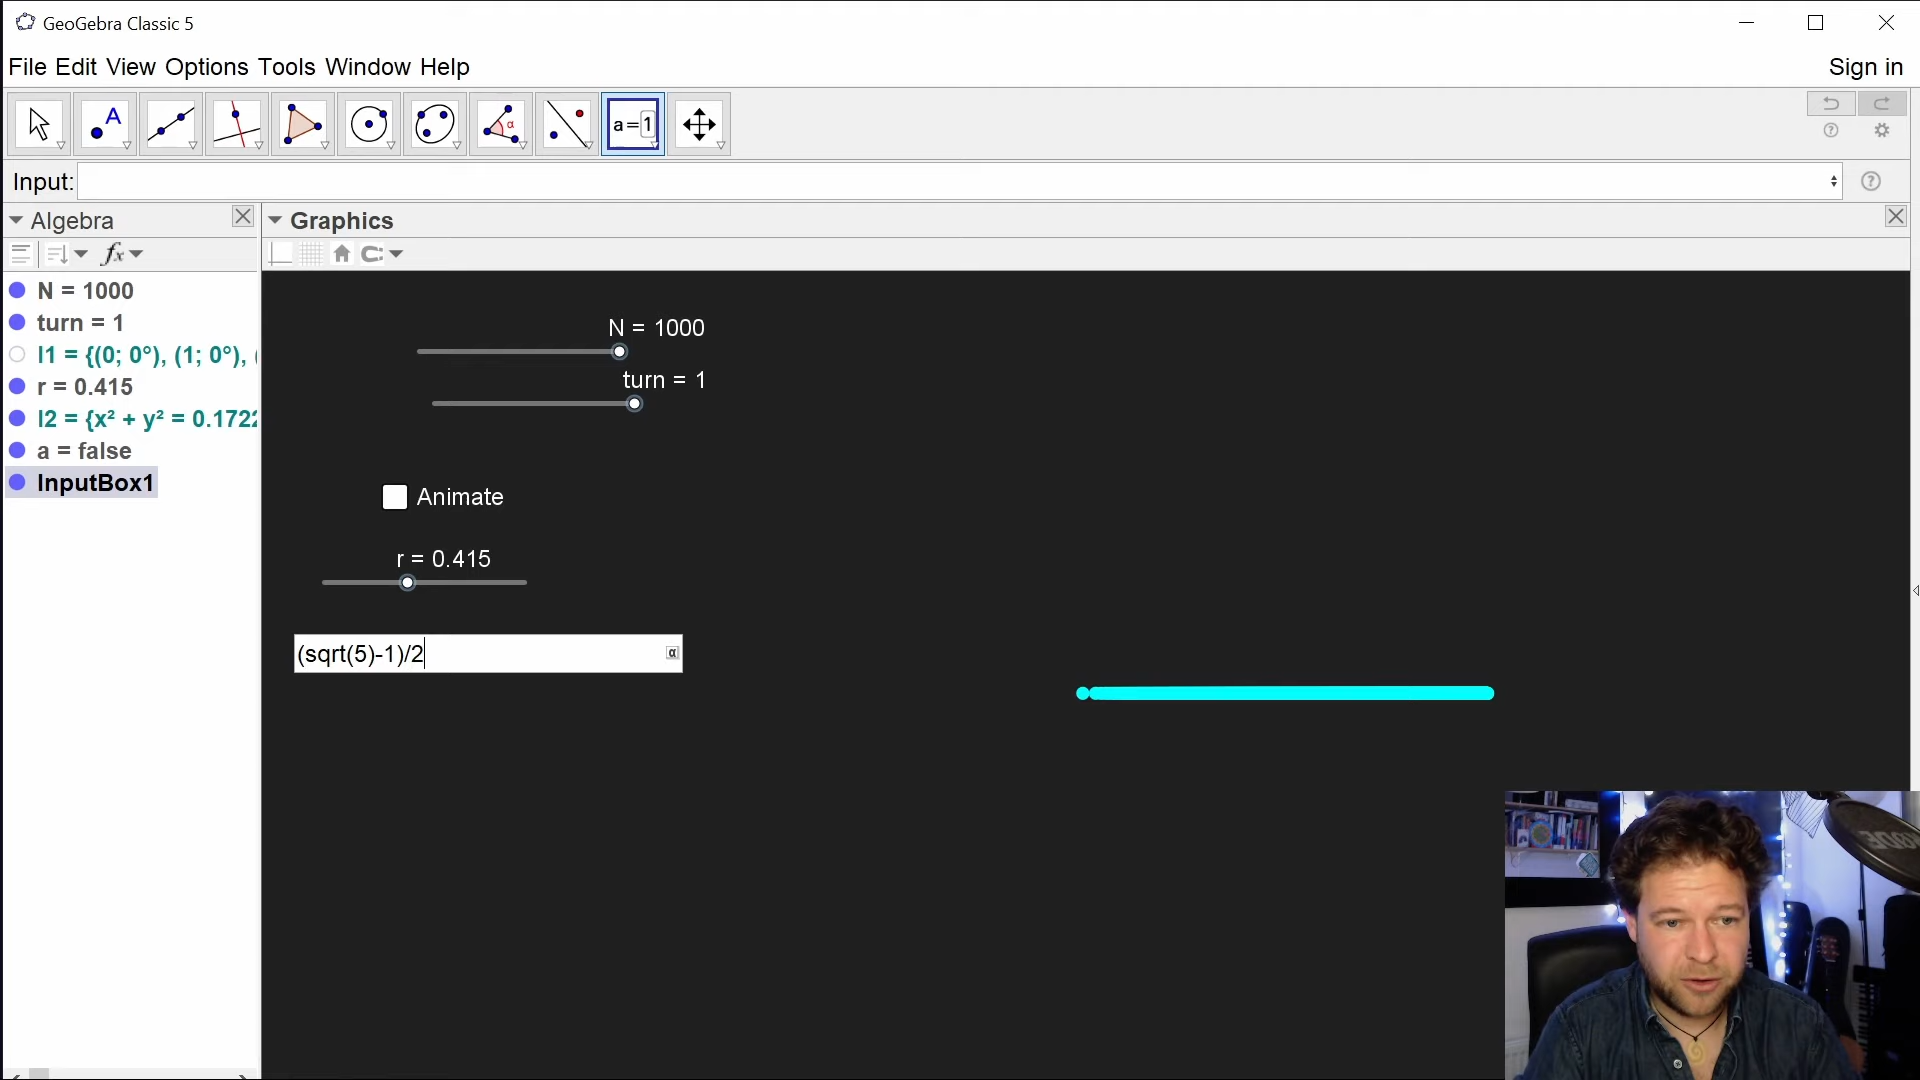 GeoGebra Classic 5
File Edit View Options Tools Window Help
Sign in
A
α
a=1
Input:
Algebra
Graphics
fx
N = 1000
turn = 1
l1 = {(0; 0°), (1; 0°), (
r = 0.415
l2 = {x² + y² = 0.1722
a = false
InputBox1
N = 1000
turn = 1
Animate
r = 0.415
(sqrt(5)-1)/2
α